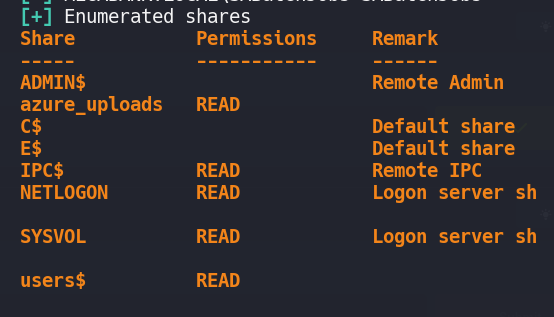 [+] Enumerated shares
Share Permissions Remark
----- ----------- ------
ADMIN$ Remote Admin
azure_uploads READ
C$ Default share
E$ Default share
IPC$ READ Remote IPC
NETLOGON READ Logon server sh
SYSVOL READ Logon server sh
users$ READ